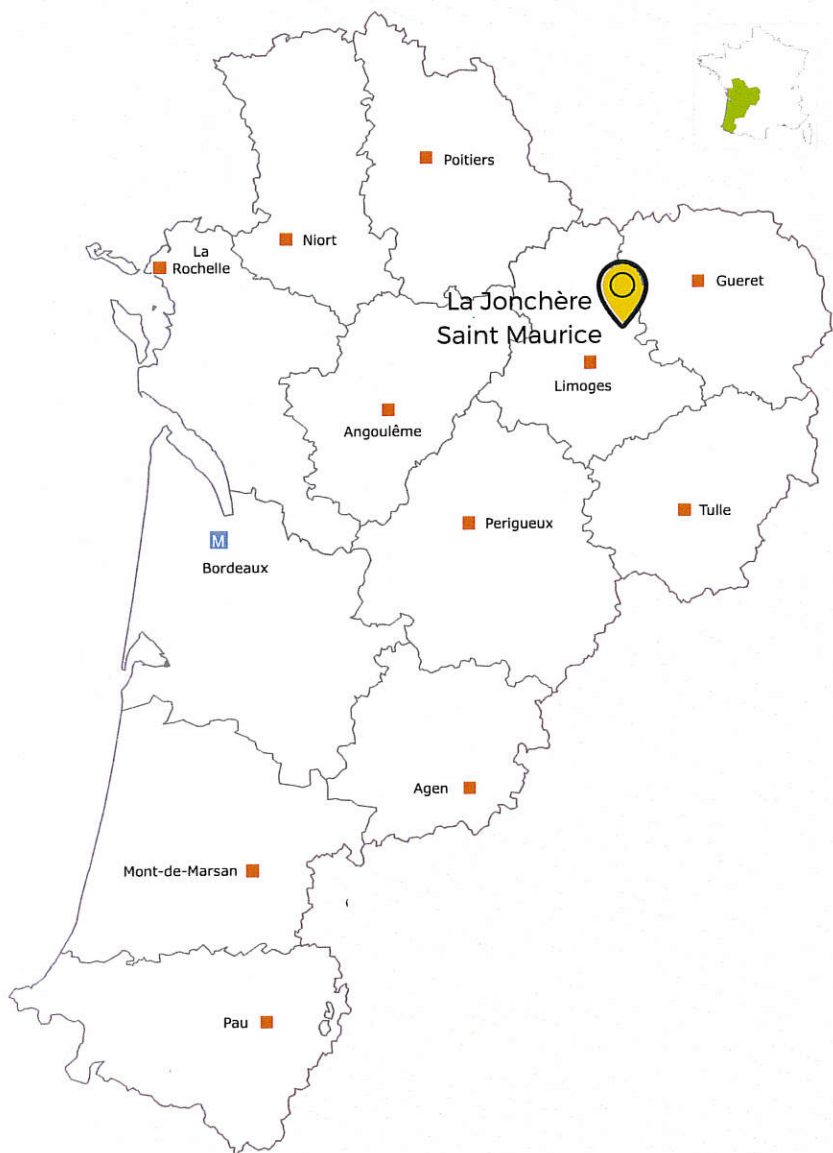 Poitiers
Niort
La
Rochelle
Gueret
La Jonchère
Saint Maurice
Limoges
Angoulême
Perigueux
Tulle
M
Bordeaux
Agen
Mont-de-Marsan
Pau